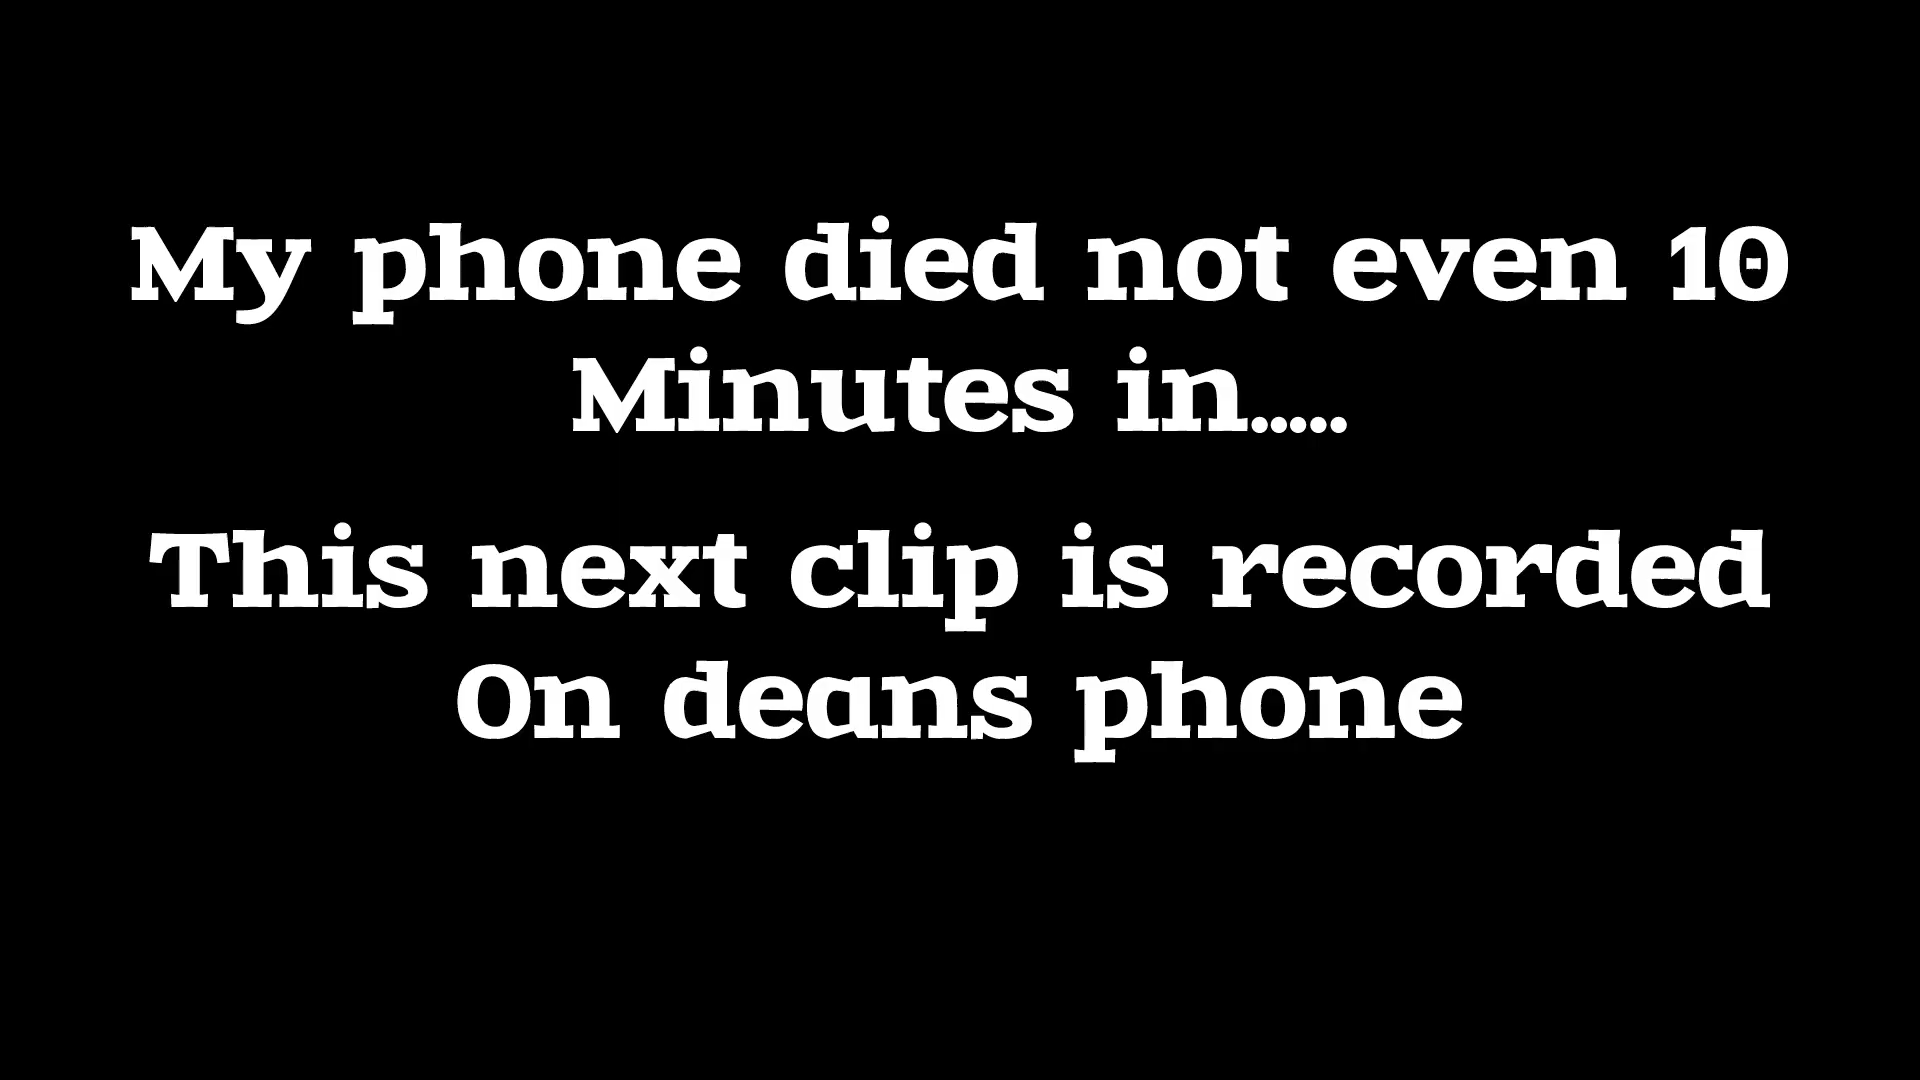 My phone died not even 10
Minutes in.....
This next clip is recorded
On deans phone